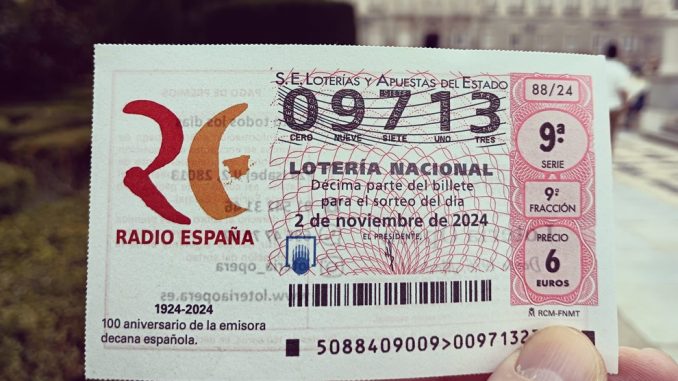 S.E. LOTERÍAS Y APUESTAS DEL ESTADO
SIETE
09713
CERO NUEVE SIETE UNO TRES
LOTERÍA NACIONAL
Décima parte del billete
para el sorteo del día
2 de noviembre de 2024
EL PRESIDENTE,
RADIO ESPAÑA
1924-2024
100 aniversario de la emisora
decana española.
5088409009>0097132
88/24
9ª
SERIE
9ª
FRACCIÓN
PRECIO
6
EUROS
RCM-FNMT